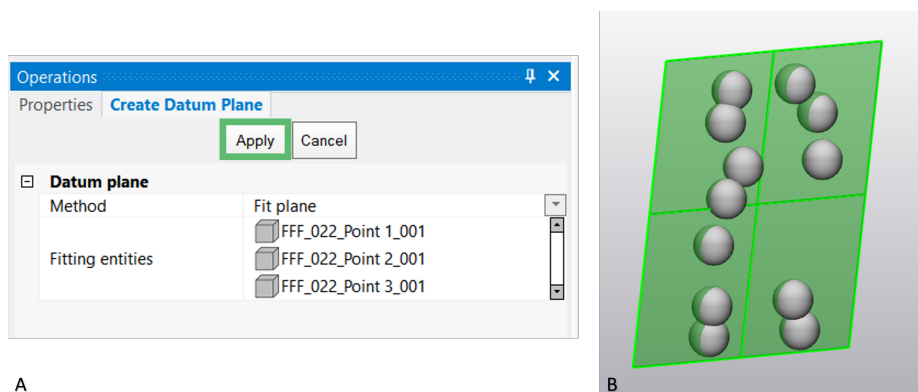 Operations
Properties Create Datum Plane
Apply Cancel
Datum plane
Method Fit plane
FFF_022_Point 1_001
Fitting entities FFF_022_Point 2_001
FFF_022_Point 3_001
A B